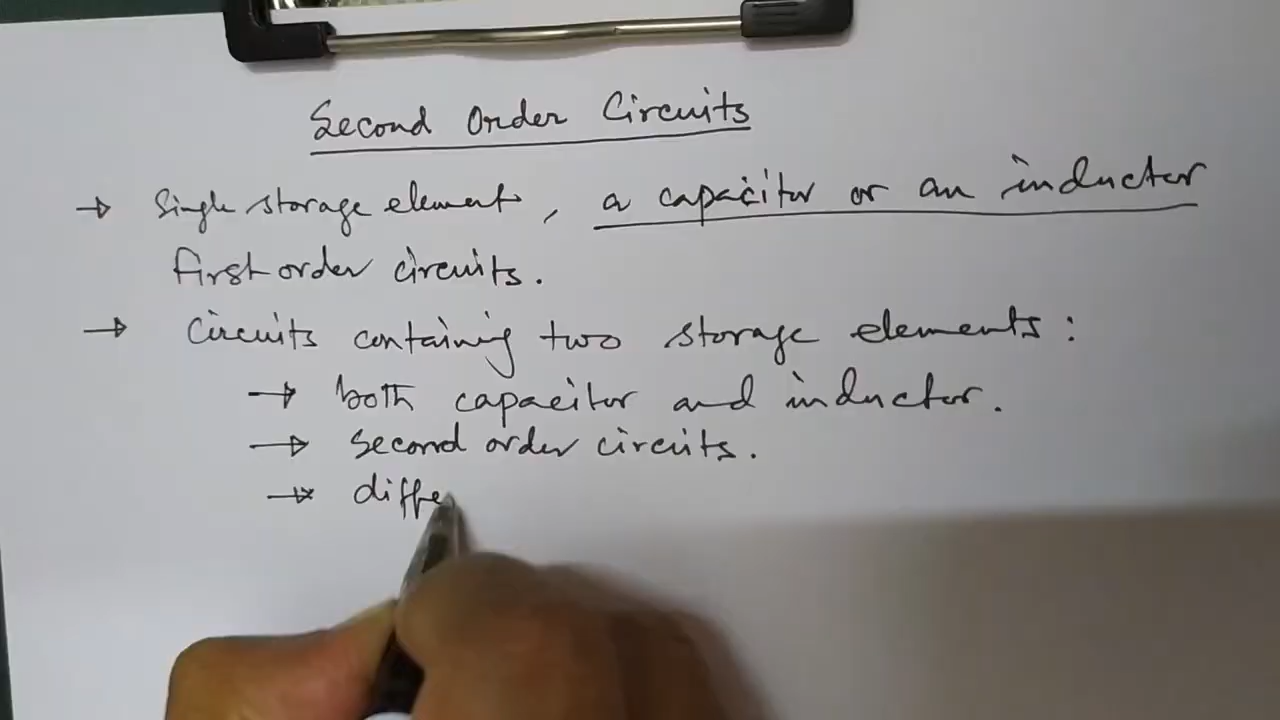 Second Order Circuits
→ Single storage element, a capacitor or an inductor
first order circuits.
→ Circuits containing two storage elements:
→ both capacitor and inductor.
→ Second order circuits.
→ diffe